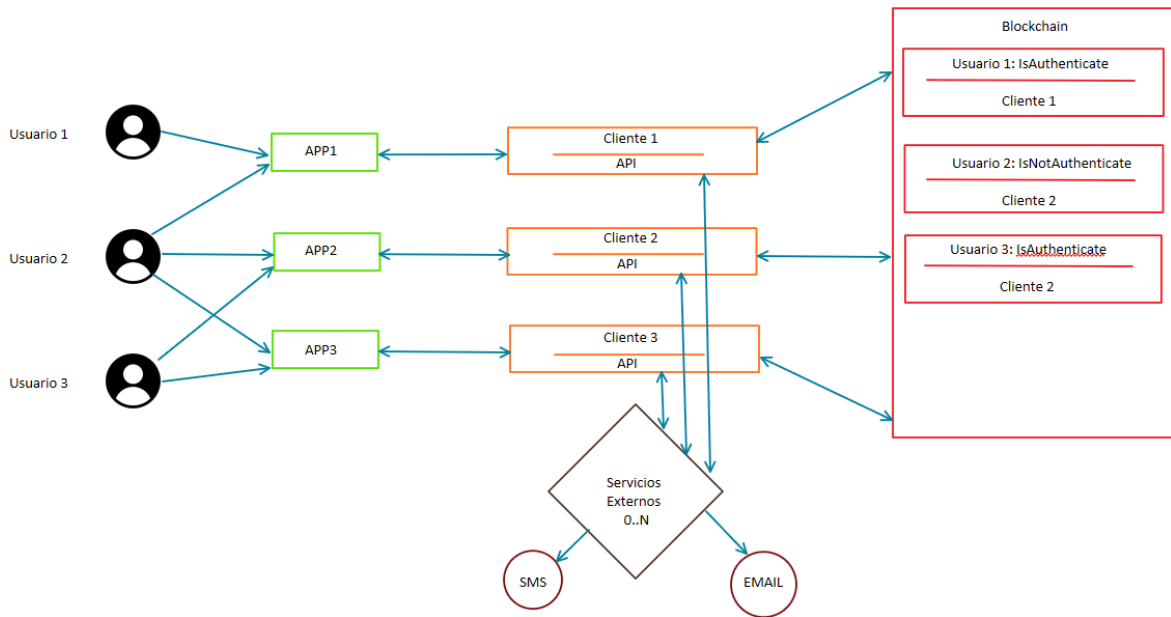 Blockchain
Usuario 1: IsAuthenticate
Cliente 1
Usuario 1
APP1
Cliente 1
API
Usuario 2: IsNotAuthenticate
Cliente 2
Usuario 2
APP2
Cliente 2
API
Usuario 3: IsAuthenticate
Cliente 2
Usuario 3
APP3
Cliente 3
API
Servicios
Externos
0..N
SMS
EMAIL